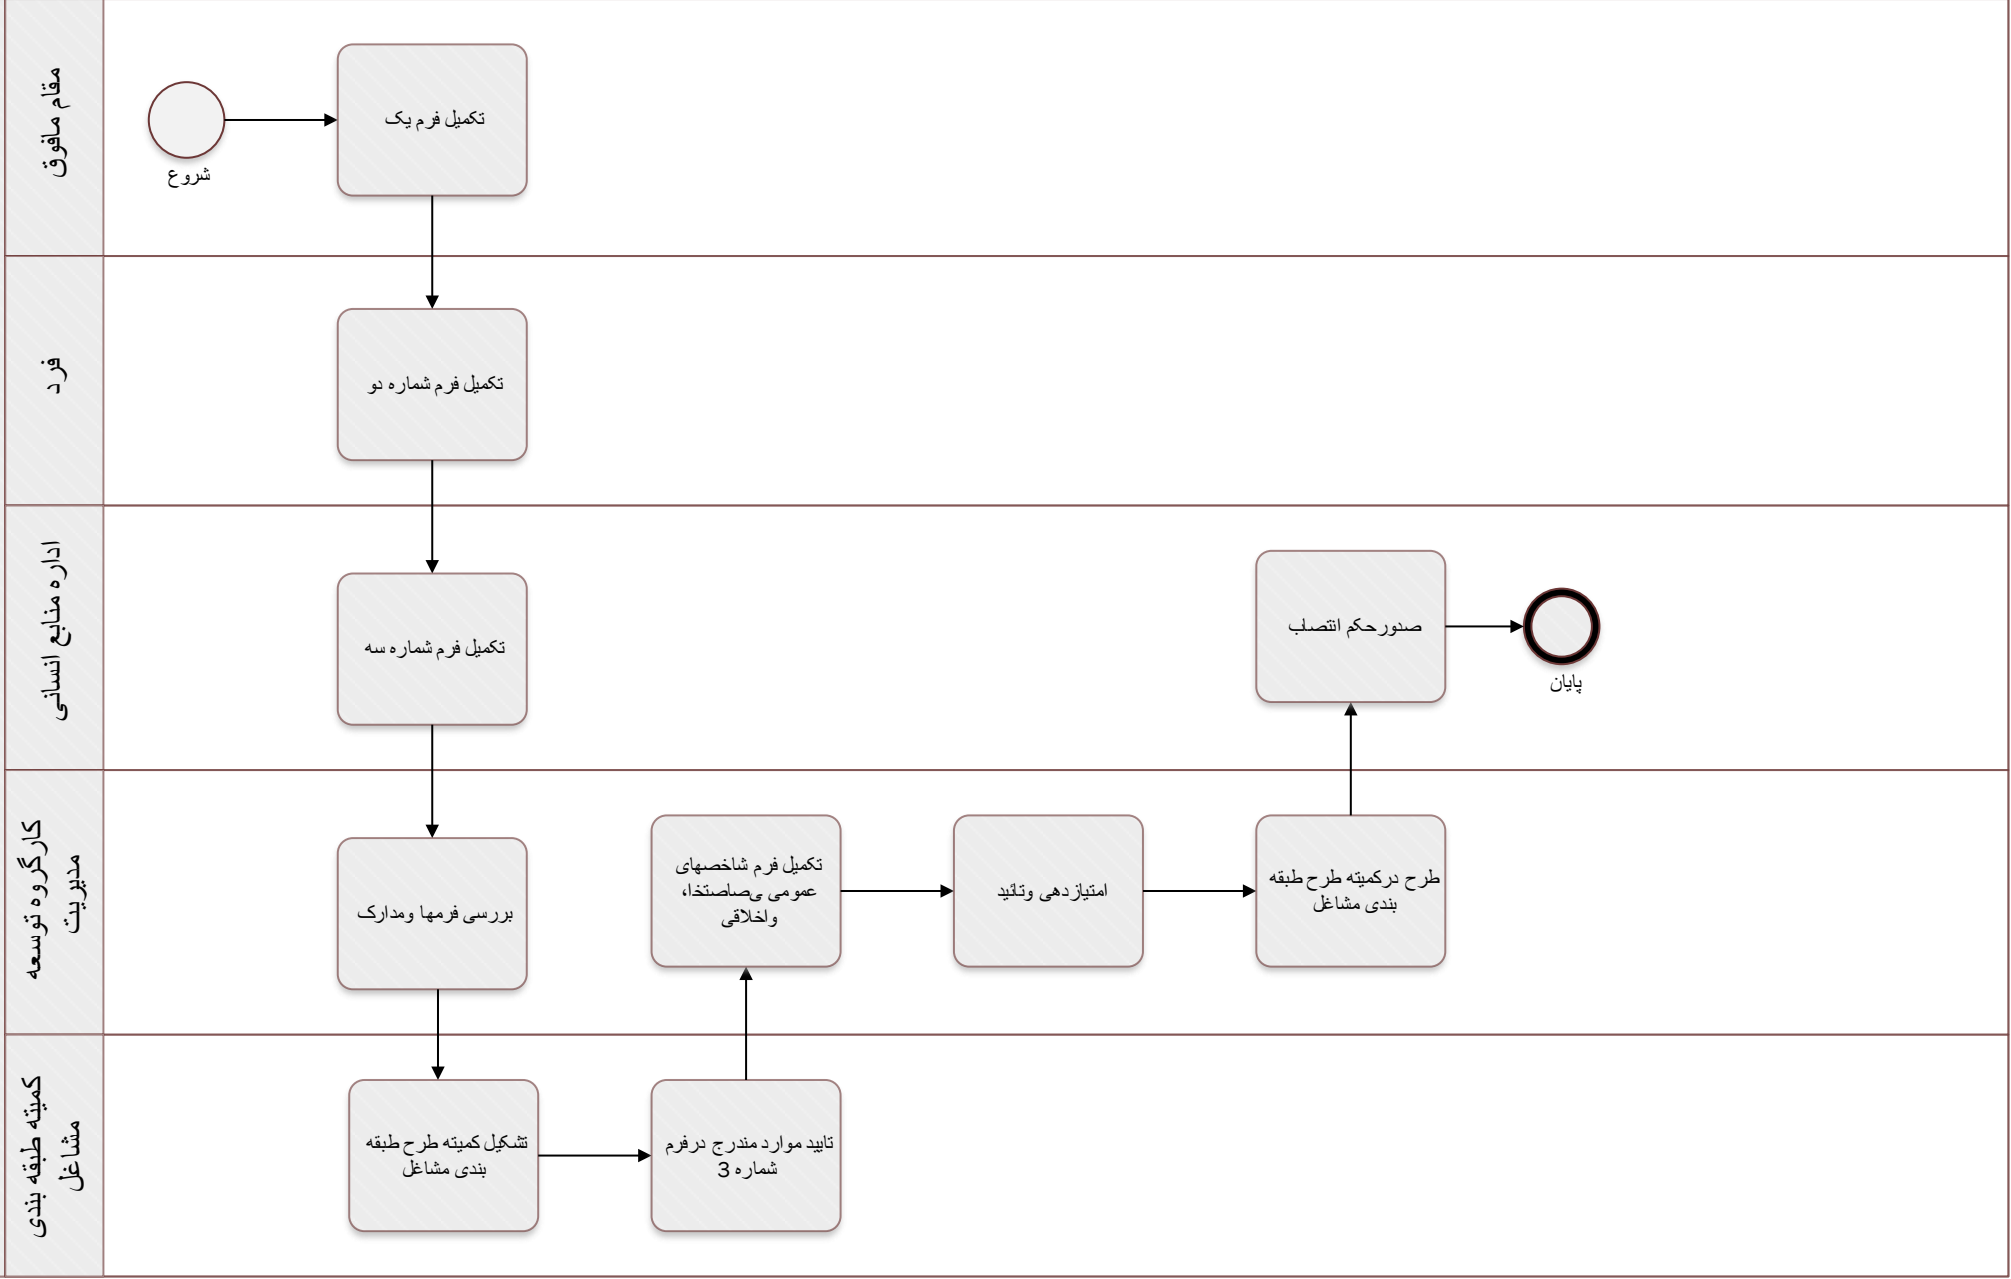 مقام مافوق
شروع
تکمیل فرم یک
فرد
تکمیل فرم شماره دو
اداره منابع انسانی
تکمیل فرم شماره سه
صدورحکم انتصاب
پایان
کارگروه توسعه
مدیریت
بررسی فرمها ومدارک
تکمیل فرم شاخصهای
عمومی ،یصاصتخا
واخلاقی
امتیازدهی وتائید
طرح درکمیته طرح طبقه
بندی مشاغل
کمیته طبقه بندی
مشاغل
تشکیل کمیته طرح طبقه
بندی مشاغل
تایید موارد مندرج درفرم
شماره 3